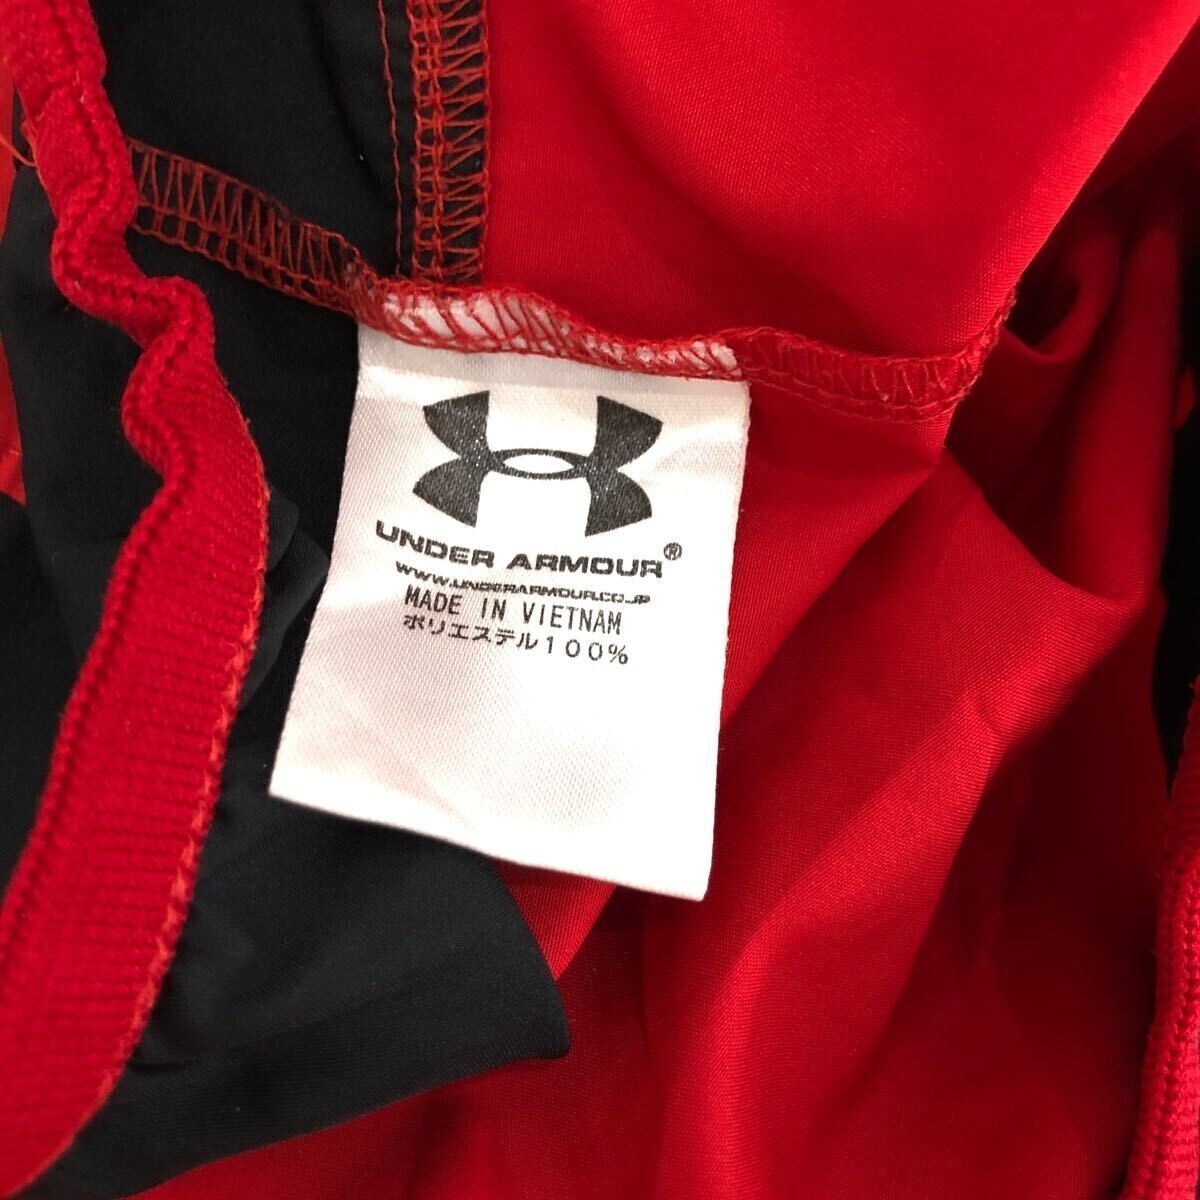 UNDER ARMOUR®
WWW.UNDERARMOUR.CO.JP
MADE IN VIETNAM
ポリエステル100%